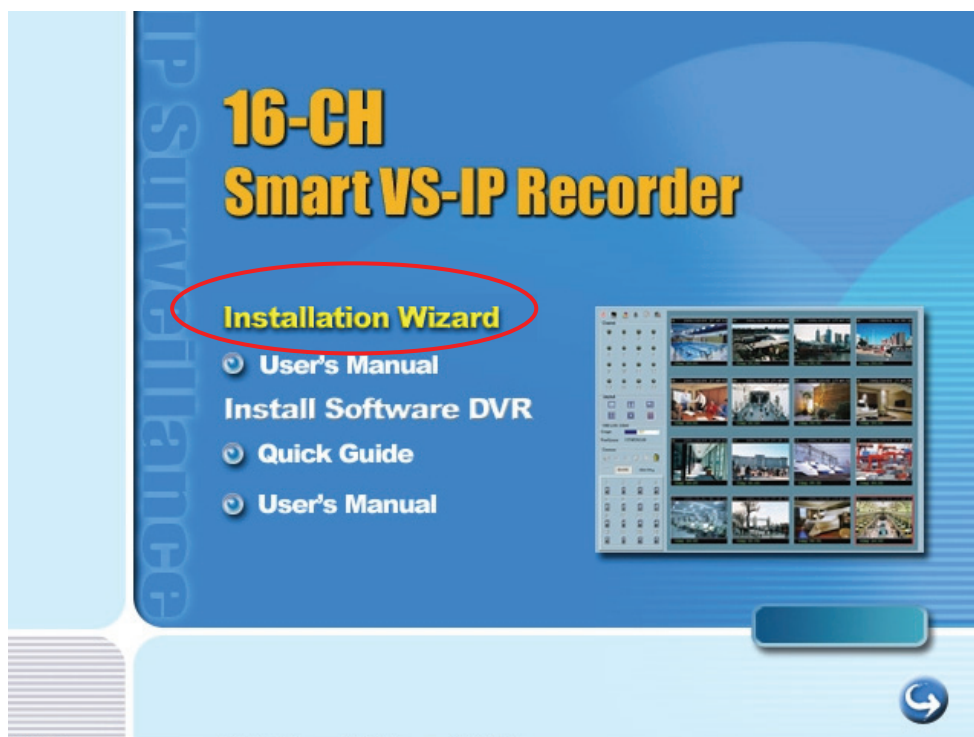 IP Surveillance
16-CH
Smart VS-IP Recorder
Installation Wizard
User's Manual
Install Software DVR
Quick Guide
User's Manual